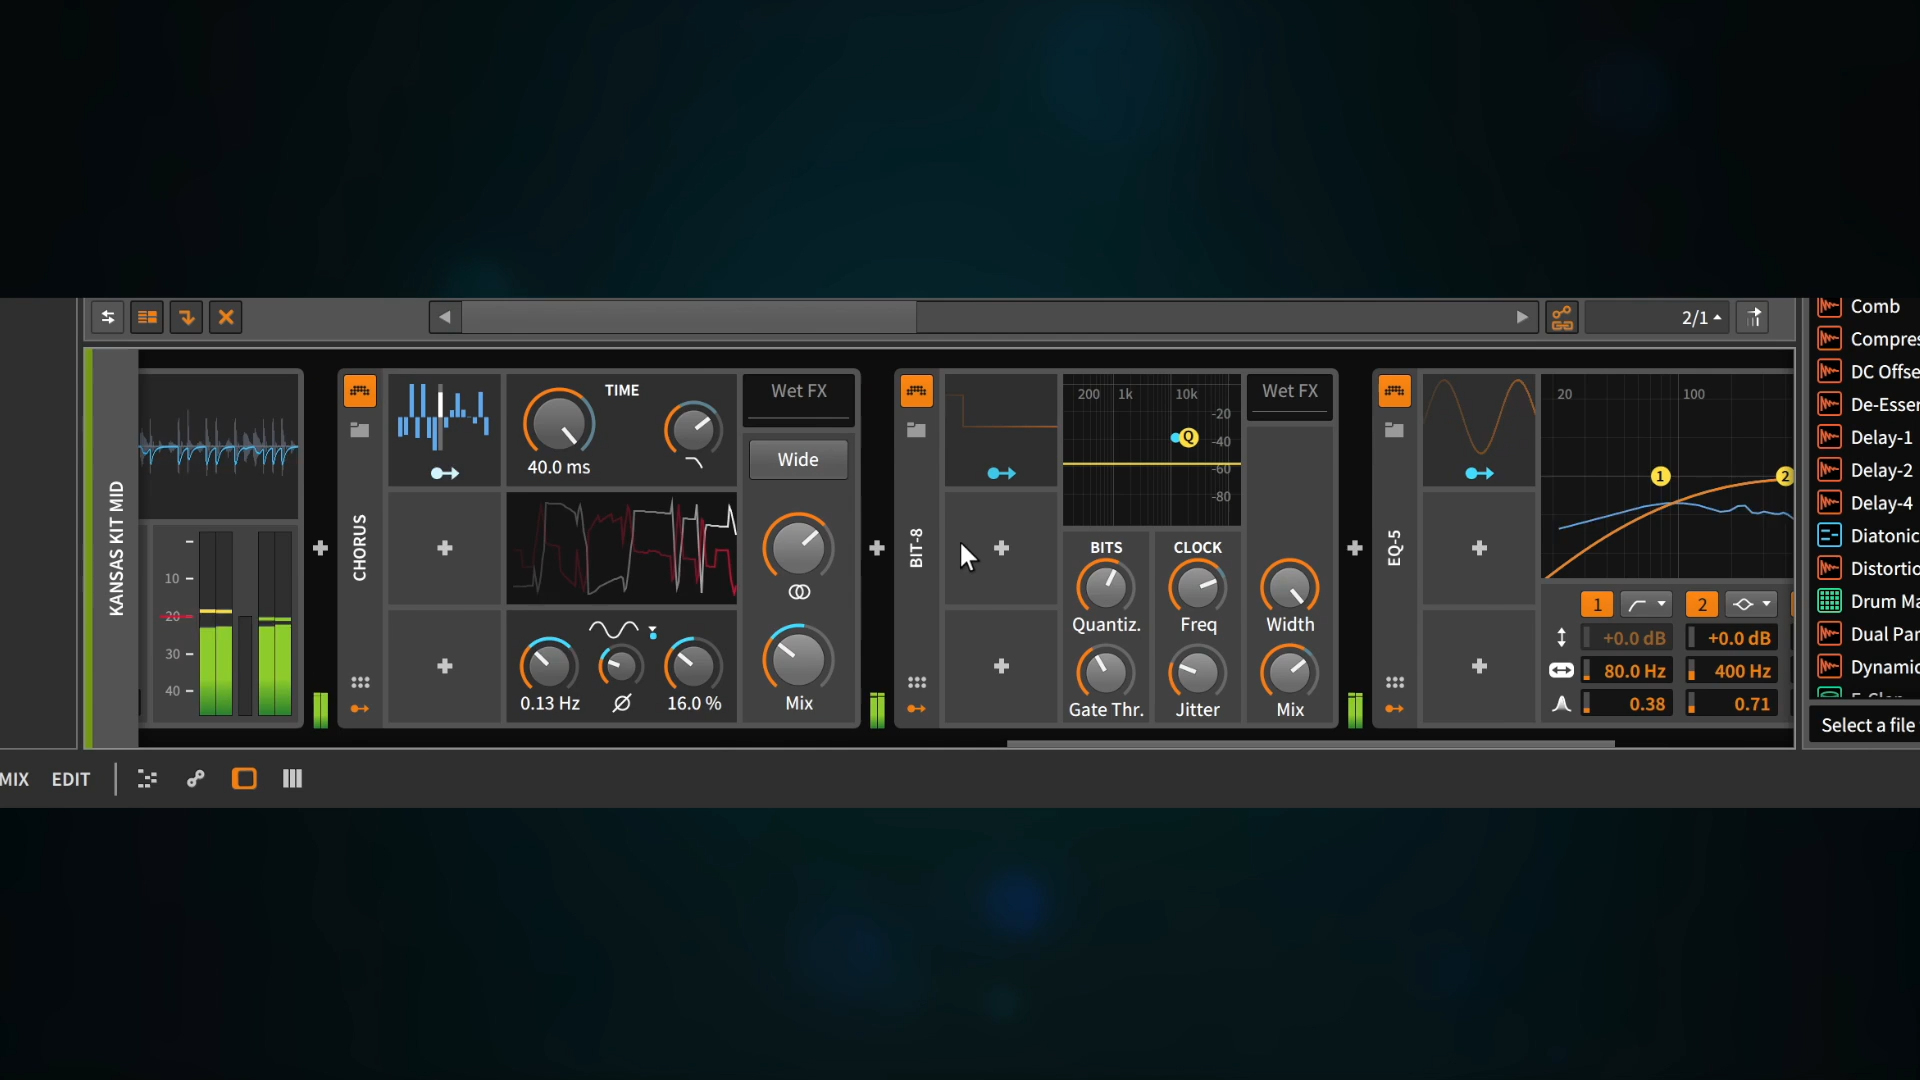 2/1
KANSAS KIT MID
10
20
30
40
CHORUS
TIME
40.0 ms
0.13 Hz
16.0 %
Wet FX
Wide
Mix
BIT-8
200 1k 10k
-20
-40
-60
-80
Q
BITS
Quantiz.
Gate Thr.
CLOCK
Freq
Jitter
Wet FX
Width
Mix
EQ-5
20 100
1 2
1 2
+0.0 dB +0.0 dB
80.0 Hz 400 Hz
0.38 0.71
Comb
Compres
DC Offse
De-Esser
Delay-1
Delay-2
Delay-4
Diatonic
Distortic
Drum Ma
Dual Par
Dynamic
Select a file
MIX EDIT